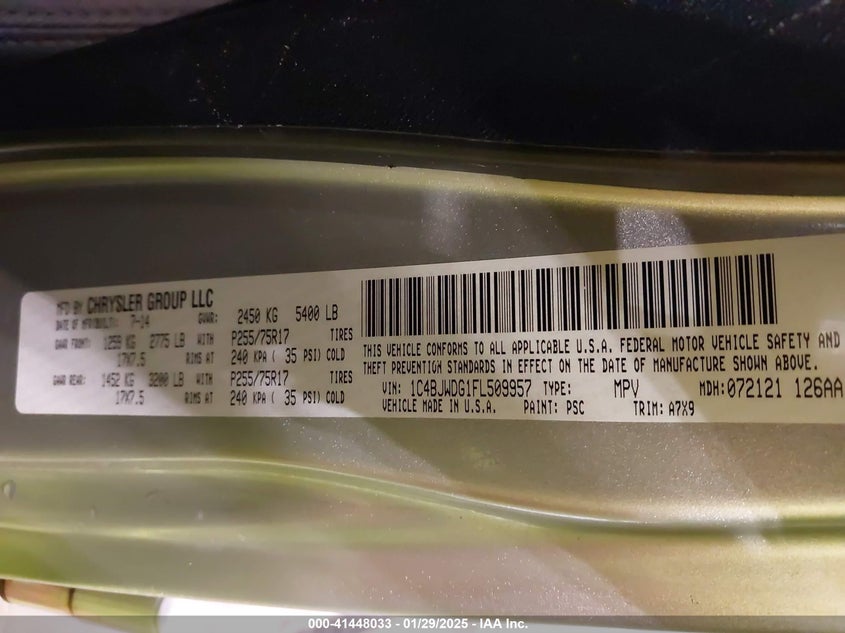 MFD BY CHRYSLER GROUP LLC
DATE OF MFR(BUILT): 7-14 GVWR: 2450 KG 5400 LB
GAWR FRONT: 1259 KG 2775 LB WITH P255/75R17 TIRES
17X7.5 RIMS AT 240 KPA ( 35 PSI) COLD
GAWR REAR: 1452 KG 3200 LB WITH P255/75R17 TIRES
17X7.5 RIMS AT 240 KPA ( 35 PSI) COLD
THIS VEHICLE CONFORMS TO ALL APPLICABLE U.S.A. FEDERAL MOTOR VEHICLE SAFETY AND
THEFT PREVENTION STANDARDS IN EFFECT ON THE DATE OF MANUFACTURE SHOWN ABOVE.
VIN: 1C4BJWDG1FL509957 TYPE: MPV MDH: 072121 126AA
VEHICLE MADE IN U.S.A. PAINT: PSC TRIM: A7X9
000-41448033 - 01/29/2025 - IAA Inc.